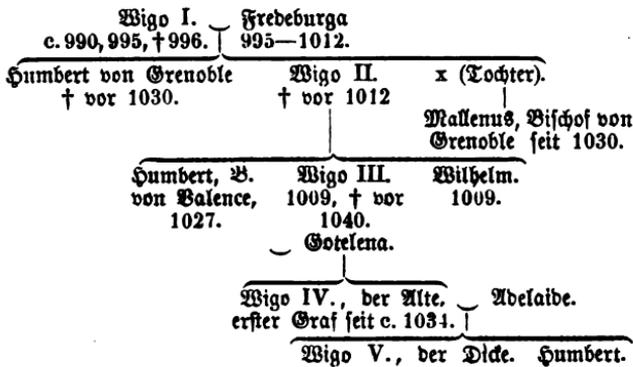 Wigo I. ‿ Fredeburga
c. 990, 995, † 996. 995—1012.
Humbert von Grenoble Wigo II. x (Tochter).
† vor 1030. † vor 1012
Mallenus, Bischof von
Grenoble seit 1030.
Humbert, B. Wigo III. Wilhelm.
von Valence, 1009, † vor 1009.
1027. 1040.
‿ Gotelena.
Wigo IV., der Alte. ‿ Adelaide.
erster Graf seit c. 1034.
Wigo V., der Dicke. Humbert.